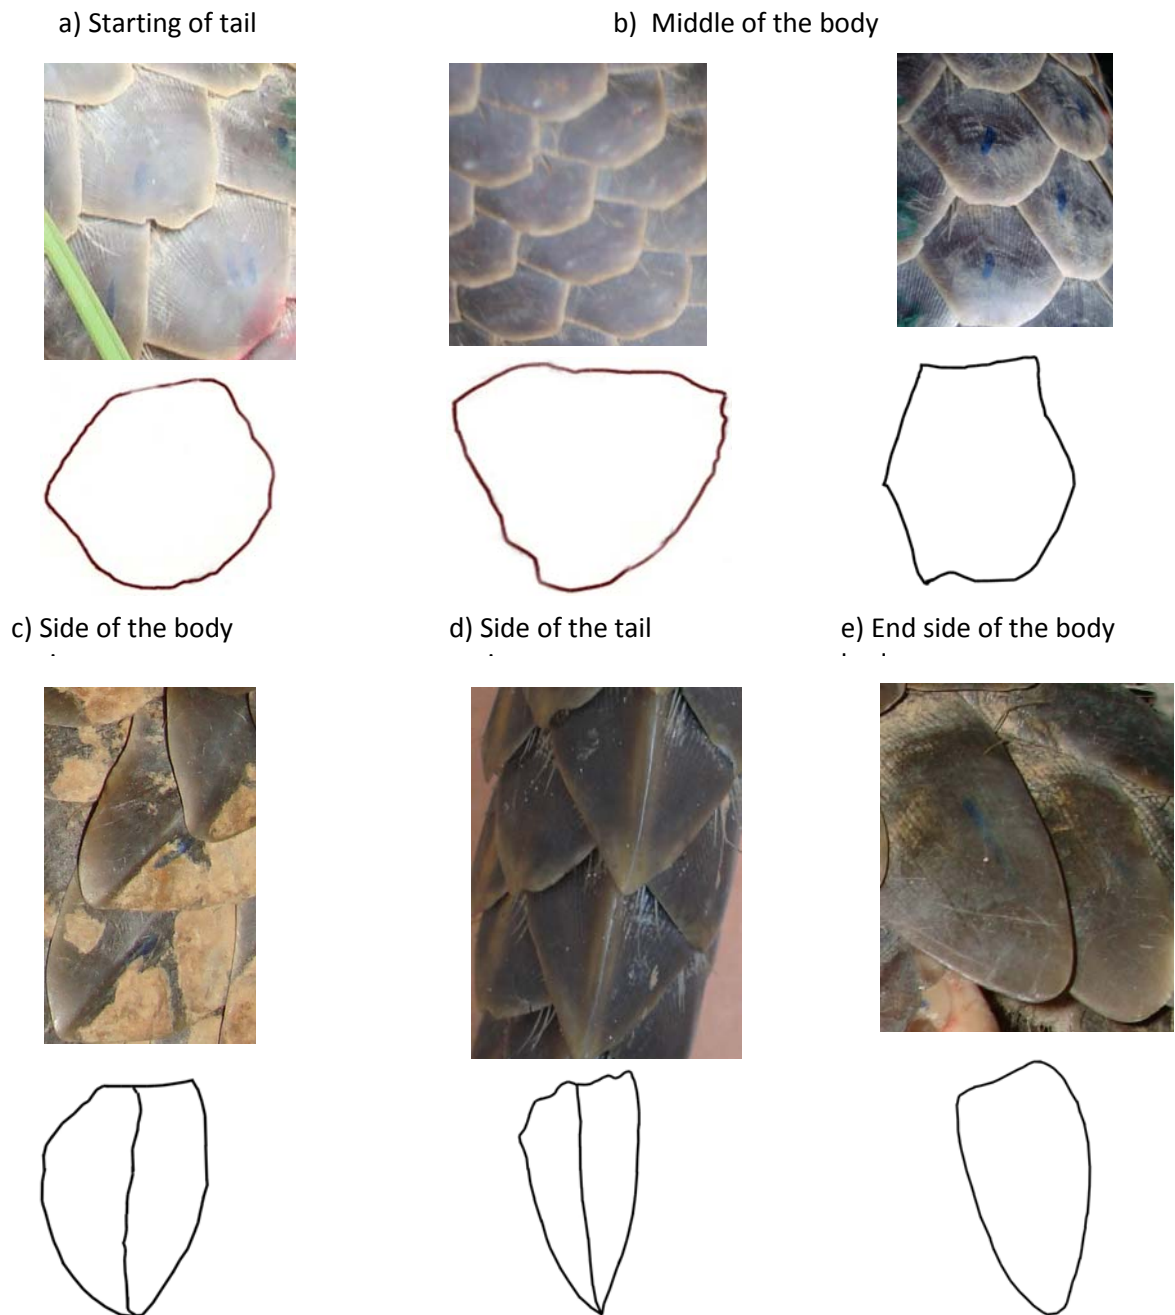 a) Starting of tail
b) Middle of the body
c) Side of the body
d) Side of the tail
e) End side of the body